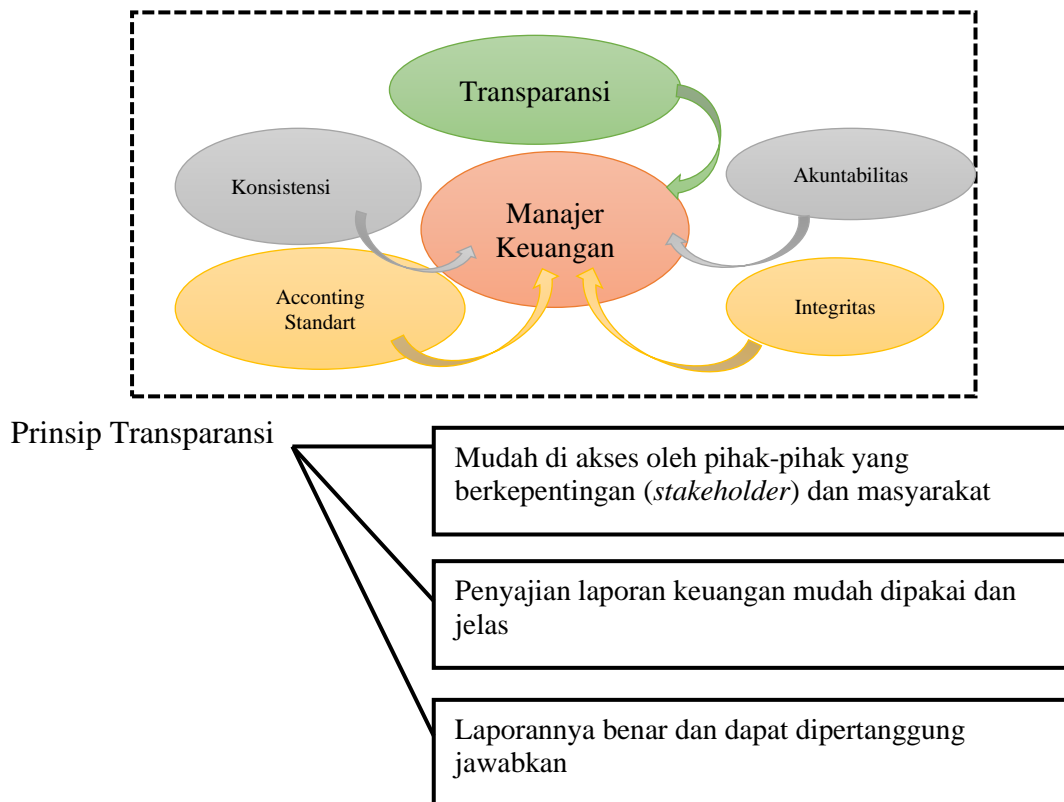 Transparansi
Konsistensi
Akuntabilitas
Manajer
Keuangan
Acconting
Standart
Integritas
Prinsip Transparansi
Mudah di akses oleh pihak-pihak yang
berkepentingan (stakeholder) dan masyarakat
Penyajian laporan keuangan mudah dipakai dan
jelas
Laporannya benar dan dapat dipertanggung
jawabkan